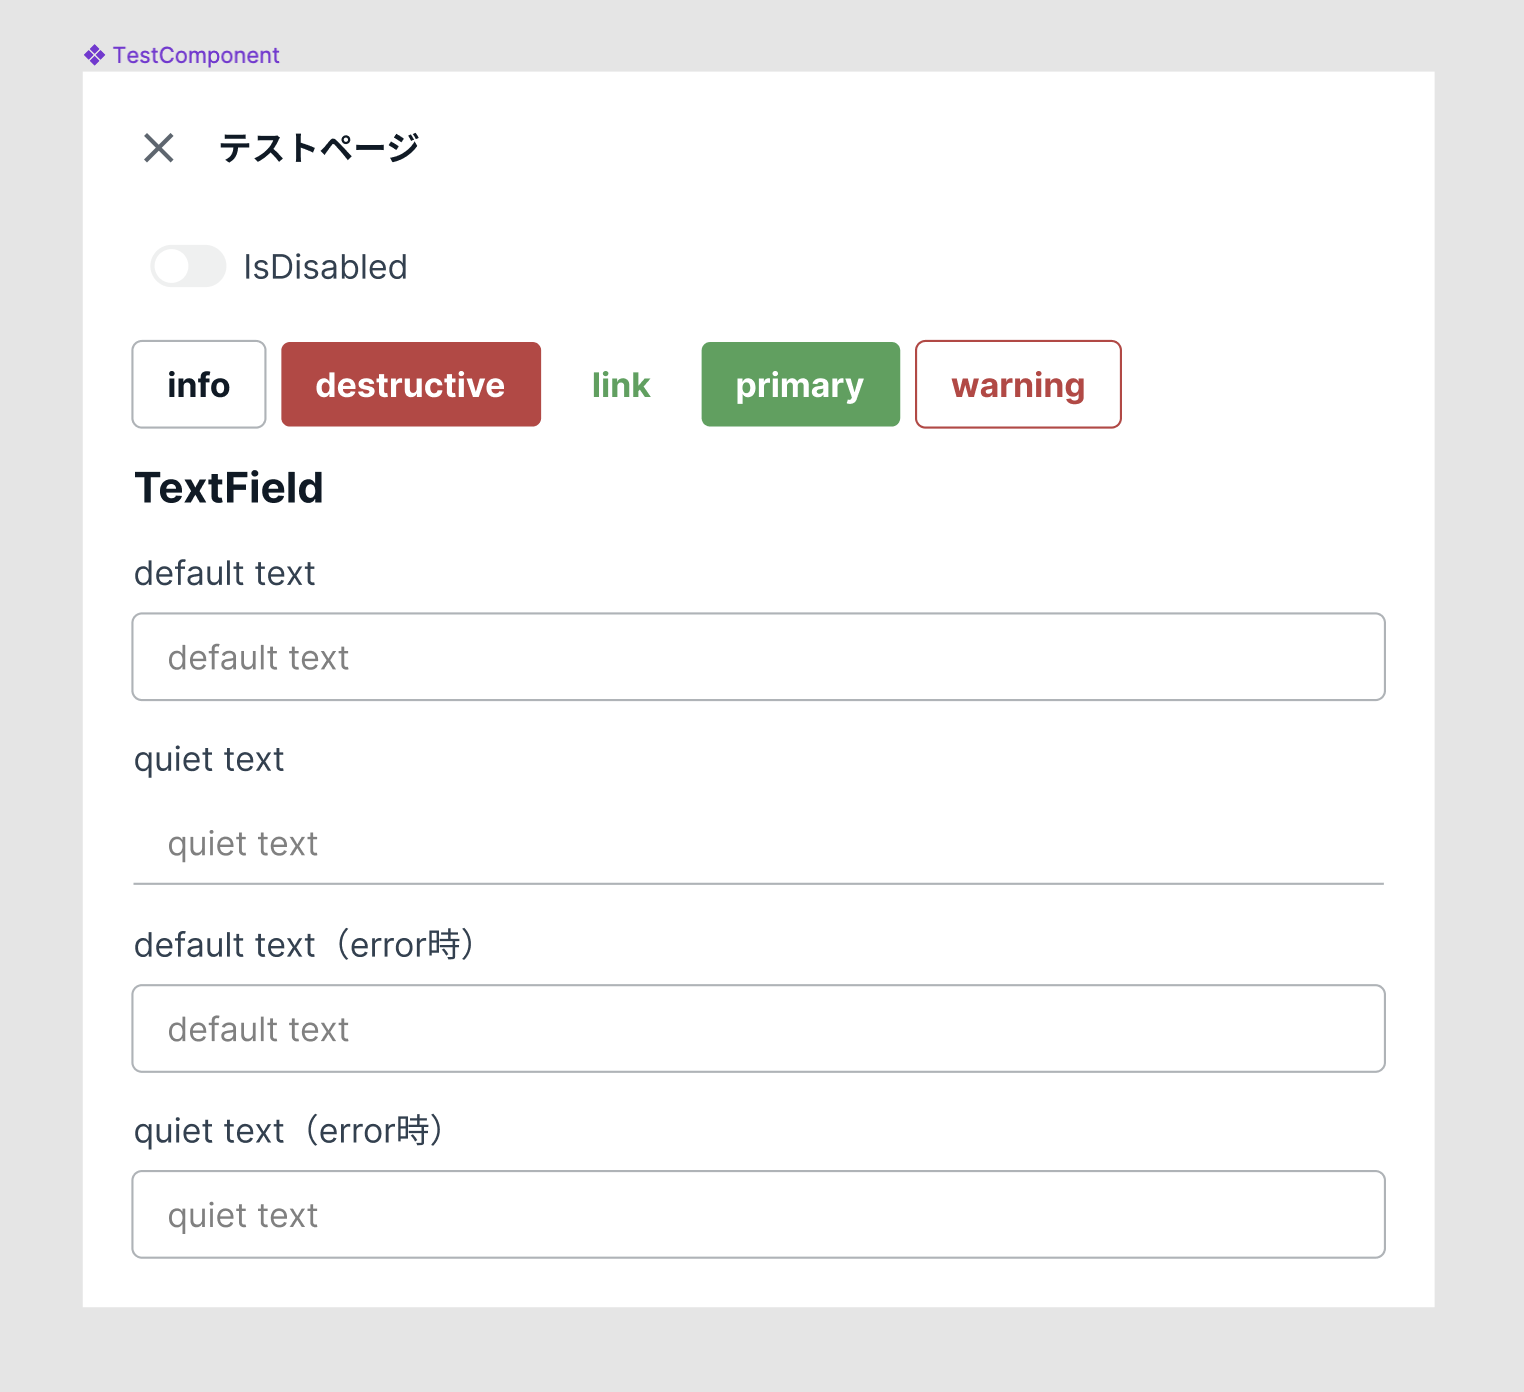 TestComponent
テストページ
IsDisabled
info destructive link primary warning
TextField
default text
default text
quiet text
quiet text
default text（error時）
default text
quiet text（error時）
quiet text